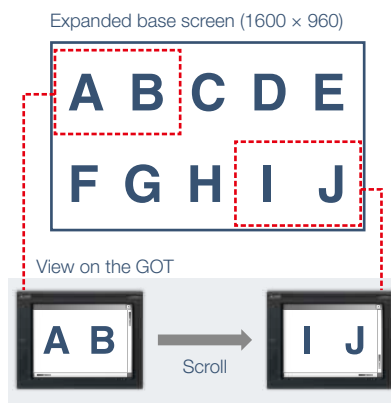 Expanded base screen (1600 × 960)
A B C D E
F G H I J
View on the GOT
A B
Scroll
I J